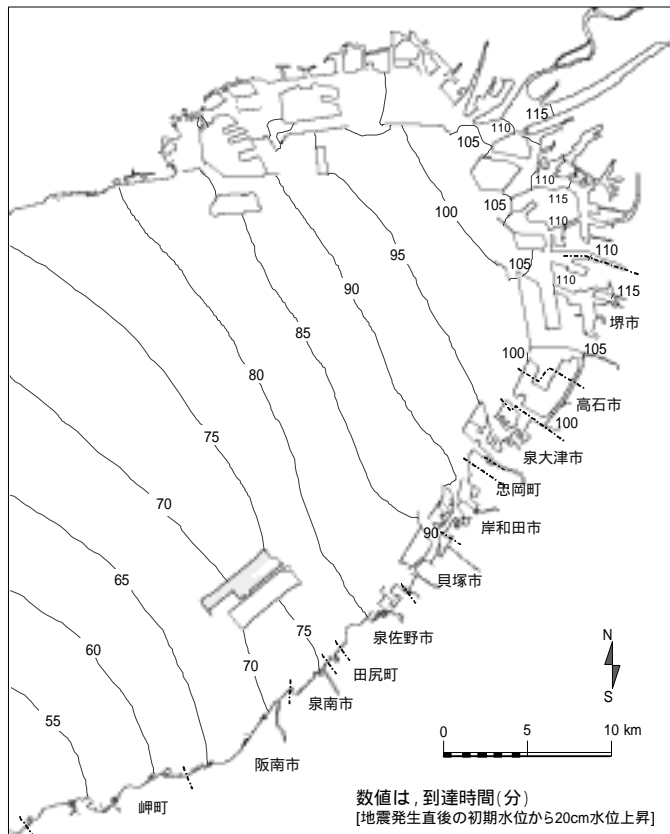 115
110
105
100
110
115
105
110
95
110
105
90
110
115
堺市
85
100
105
80
高石市
100
75
泉大津市
忠岡町
70
岸和田市
90
貝塚市
65
泉佐野市
75
60
田尻町
70
泉南市
N
S
55
阪南市
0 5 10 km
岬町
数値は,到達時間(分)
[地震発生直後の初期水位から20cm水位上昇]